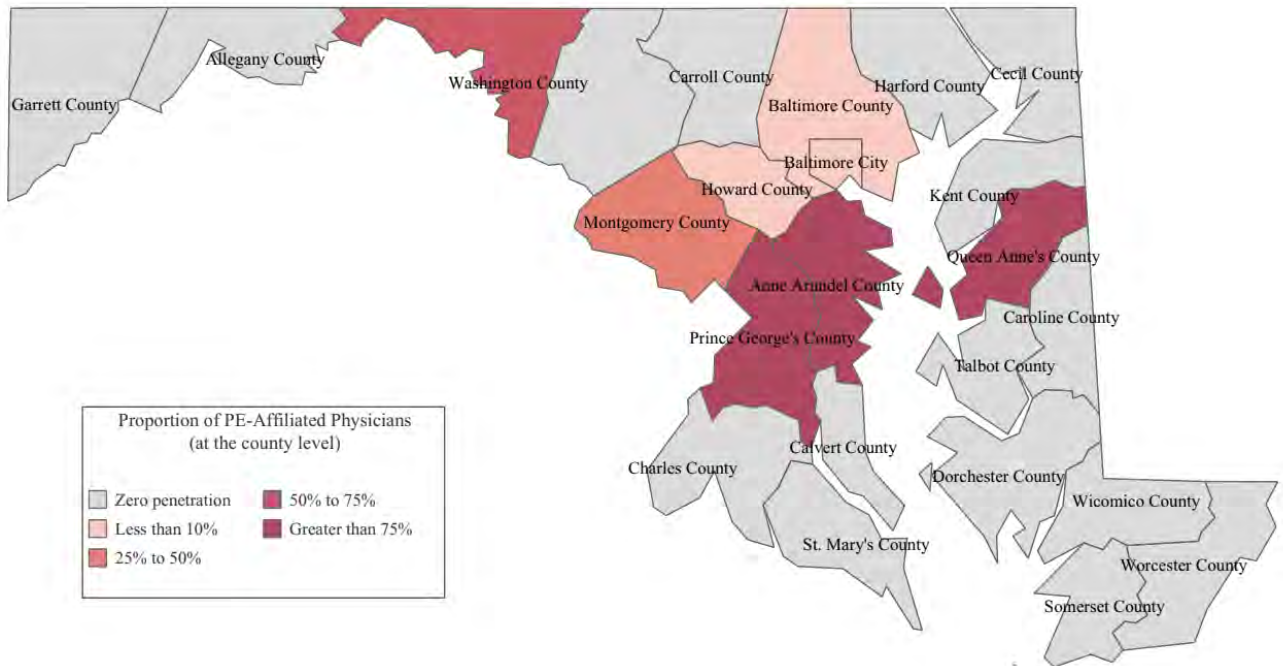 Allegany County
Garrett County
Washington County
Carroll County
Harford County
Cecil County
Baltimore County
Baltimore City
Howard County
Kent County
Montgomery County
Queen Anne's County
Anne Arundel County
Caroline County
Prince George's County
Talbot County
Calvert County
Charles County
Dorchester County
Wicomico County
St. Mary's County
Worcester County
Somerset County
Proportion of PE-Affiliated Physicians
(at the county level)
Zero penetration
Less than 10%
25% to 50%
50% to 75%
Greater than 75%